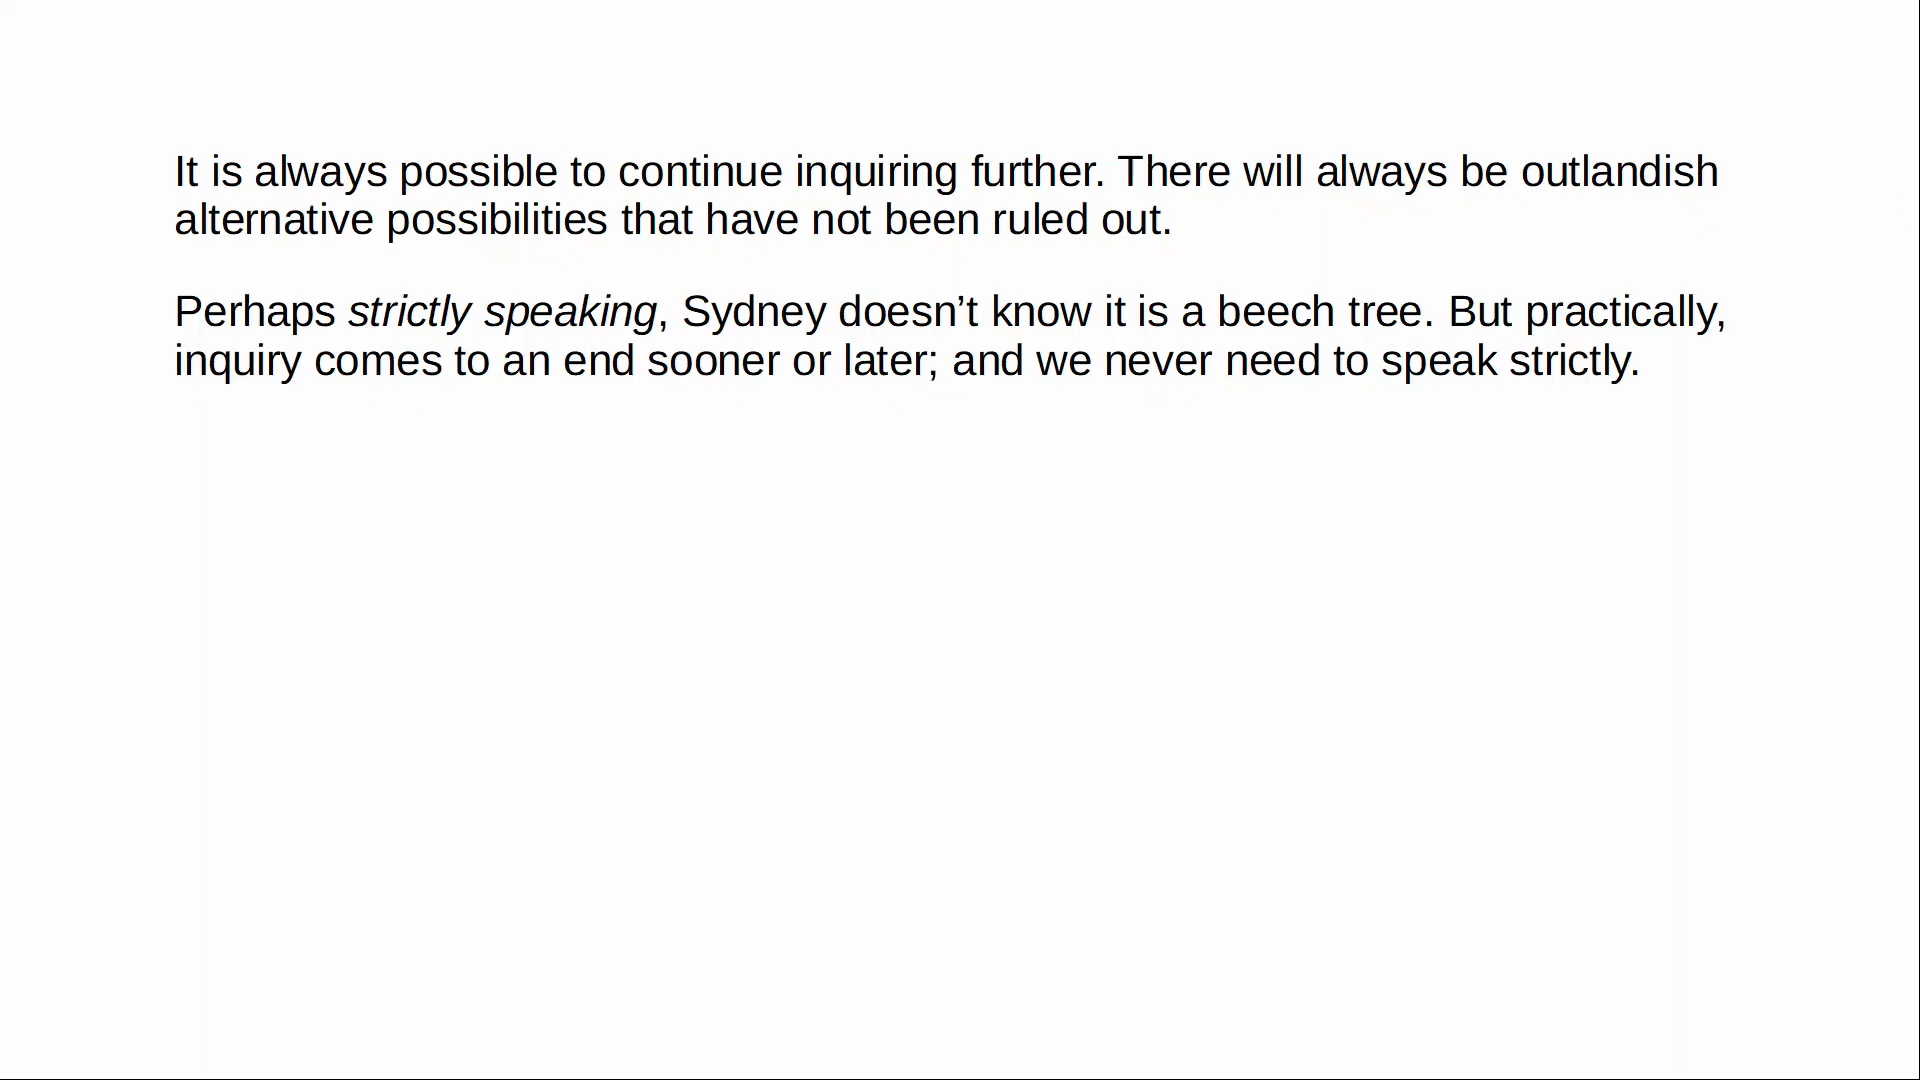 It is always possible to continue inquiring further. There will always be outlandish
alternative possibilities that have not been ruled out.
Perhaps strictly speaking, Sydney doesn’t know it is a beech tree. But practically,
inquiry comes to an end sooner or later; and we never need to speak strictly.